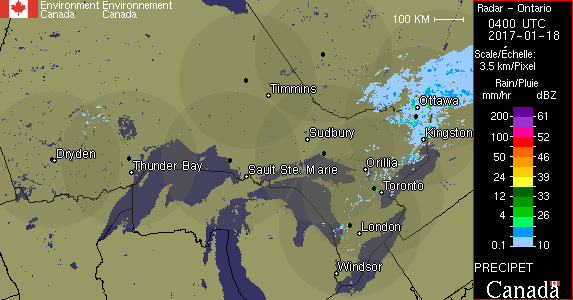 Environment Environnement
Canada Canada
100 KM
Timmins
Ottawa
Sudbury
Kingston
Dryden
Thunder Bay
Sault Ste. Marie
Orillia
Toronto
London
Windsor
Radar - Ontario
0400 UTC
2017-01-18
Scale/Échelle:
3.5 km/Pixel
Rain/Pluie
mm/hr dBZ
200 61
100 52
50 46
24 39
12 33
4 26
0.1 10
PRECIPET
Canada